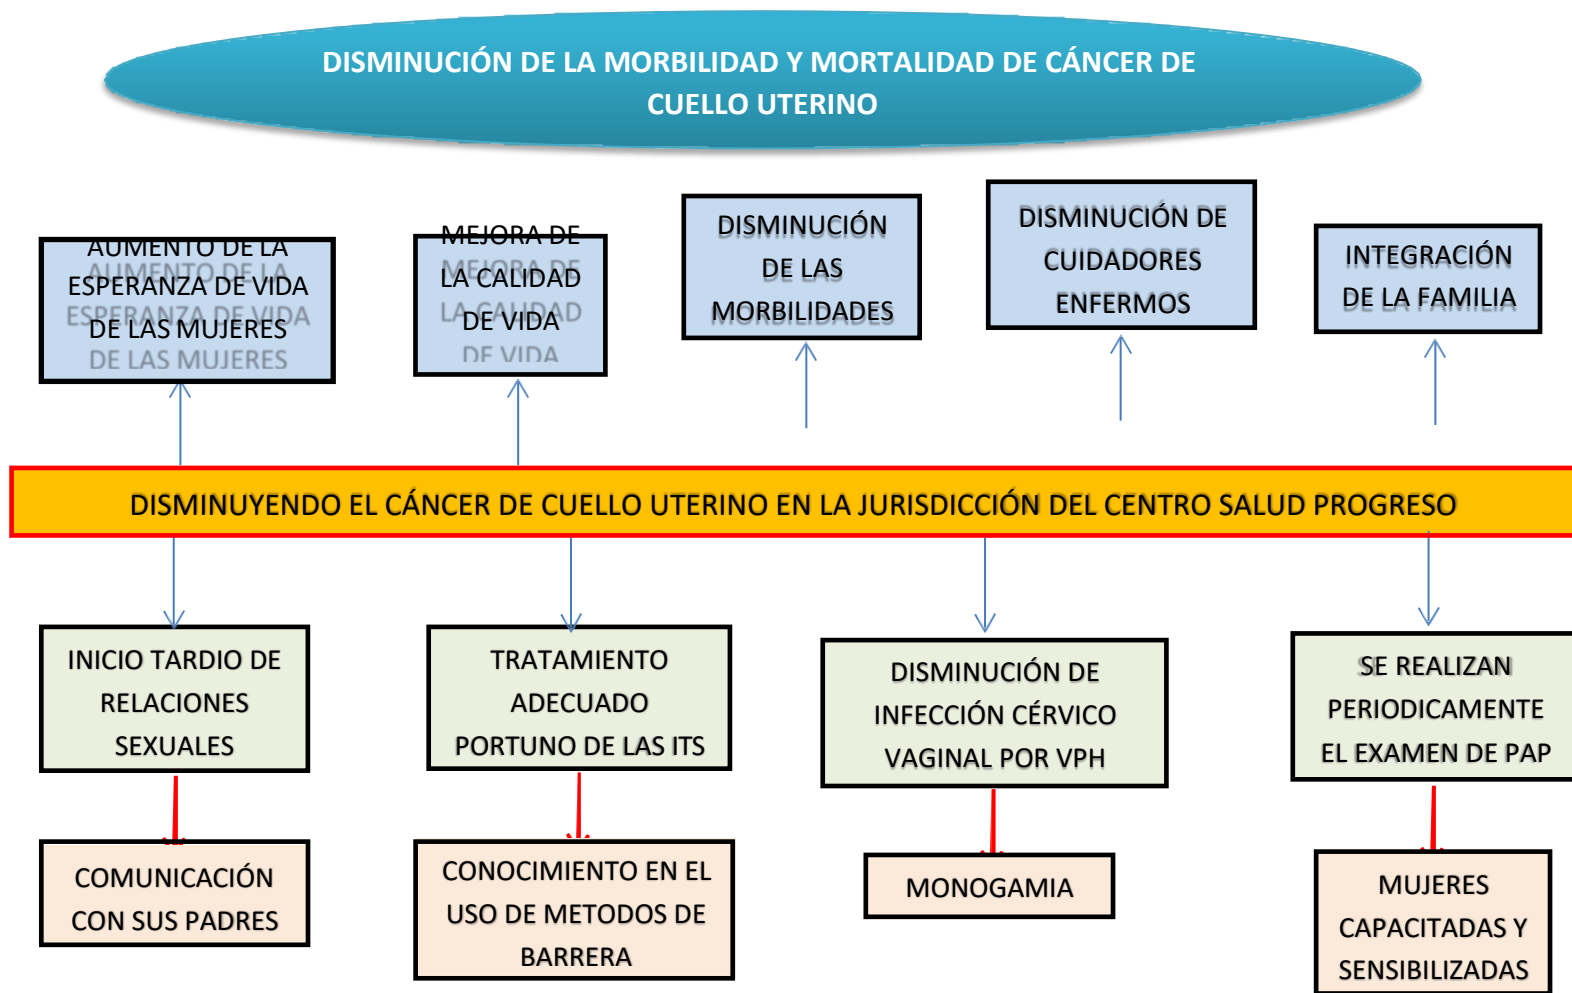 DISMINUCIÓN DE LA MORBILIDAD Y MORTALIDAD DE CÁNCER DE
CUELLO UTERINO
AUMENTO DE LA
ESPERANZA DE VIDA
DE LAS MUJERES
MEJORA DE
LA CALIDAD
DE VIDA
DISMINUCIÓN
DE LAS
MORBILIDADES
DISMINUCIÓN DE
CUIDADORES
ENFERMOS
INTEGRACIÓN
DE LA FAMILIA
DISMINUYENDO EL CÁNCER DE CUELLO UTERINO EN LA JURISDICCIÓN DEL CENTRO SALUD PROGRESO
INICIO TARDIO DE
RELACIONES
SEXUALES
TRATAMIENTO
ADECUADO
PORTUNO DE LAS ITS
DISMINUCIÓN DE
INFECCIÓN CÉRVICO
VAGINAL POR VPH
SE REALIZAN
PERIODICAMENTE
EL EXAMEN DE PAP
COMUNICACIÓN
CON SUS PADRES
CONOCIMIENTO EN EL
USO DE METODOS DE
BARRERA
MONOGAMIA
MUJERES
CAPACITADAS Y
SENSIBILIZADAS